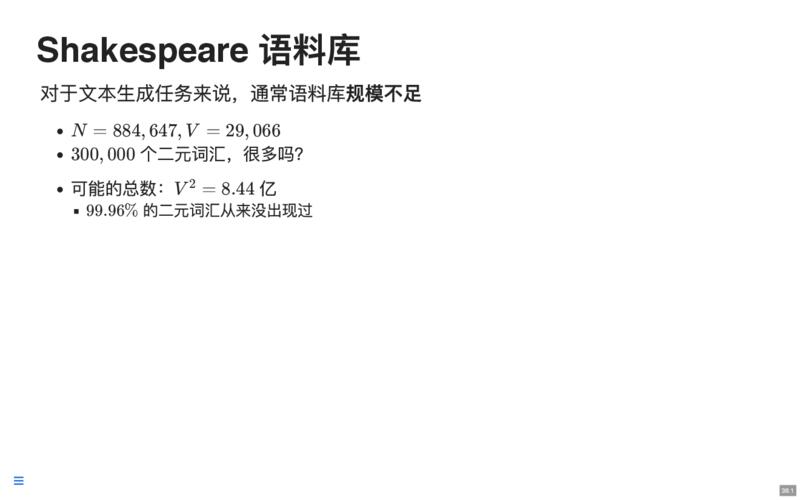 Shakespeare 语料库
对于文本生成任务来说，通常语料库规模不足
• N = 884,647, V = 29,066
• 300,000 个二元词汇，很多吗？
• 可能的总数：V² = 8.44 亿
▪ 99.96% 的二元词汇从来没出现过
38.1